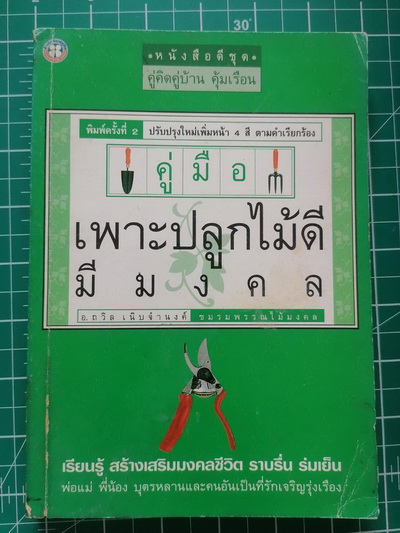 30°
• หนังสือดีชุด •
คู่คิดคู่บ้าน คุ้มเรือน
พิมพ์ครั้งที่ 2 ปรับปรุงใหม่เพิ่มหน้า 4 สี ตามคำเรียกร้อง
คู่มือ
เพาะปลูกไม้ดี
มีมงคล
อ.ถวิล เนิบจำนงค์ ชมรมพรรณไม้มงคล
เรียนรู้ สร้างเสริมมงคลชีวิต ราบรื่น ร่มเย็น
พ่อแม่ พี่น้อง บุตรหลานและคนอันเป็นที่รักเจริญรุ่งเรือง